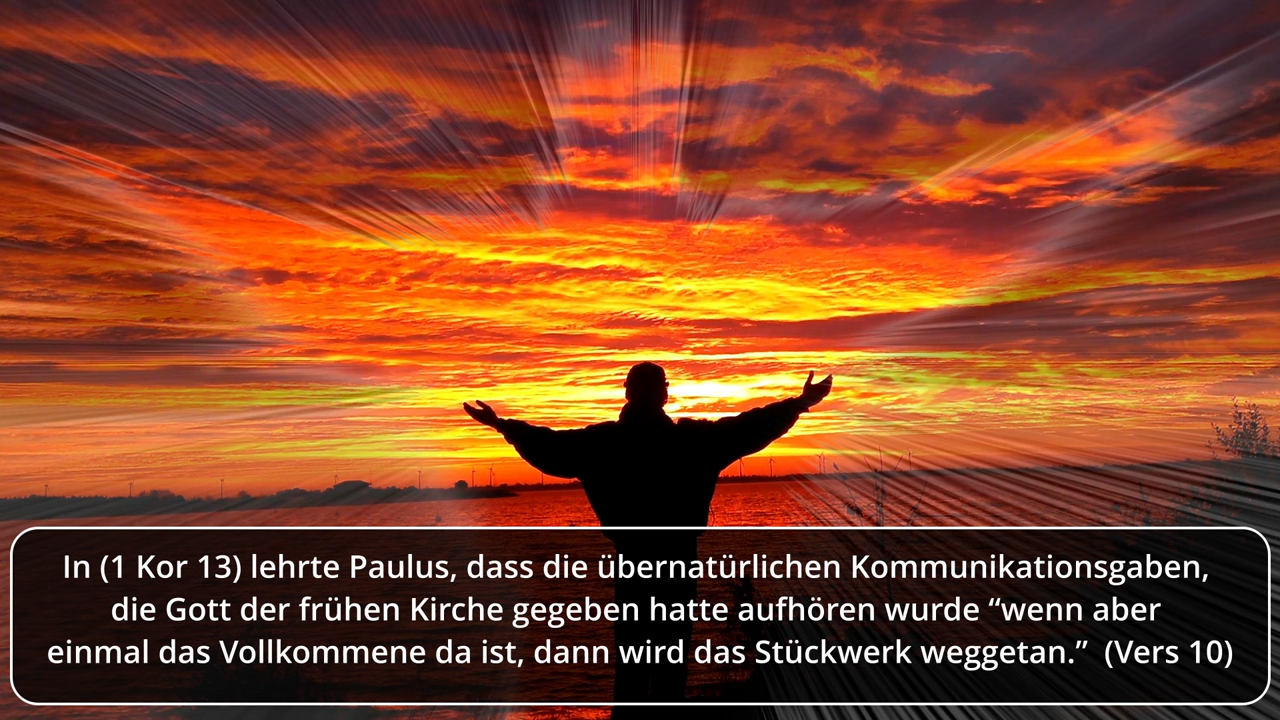 In (1 Kor 13) lehrte Paulus, dass die übernatürlichen Kommunikationsgaben,
die Gott der frühen Kirche gegeben hatte aufhören wurde “wenn aber
einmal das Vollkommene da ist, dann wird das Stückwerk weggetan.” (Vers 10)